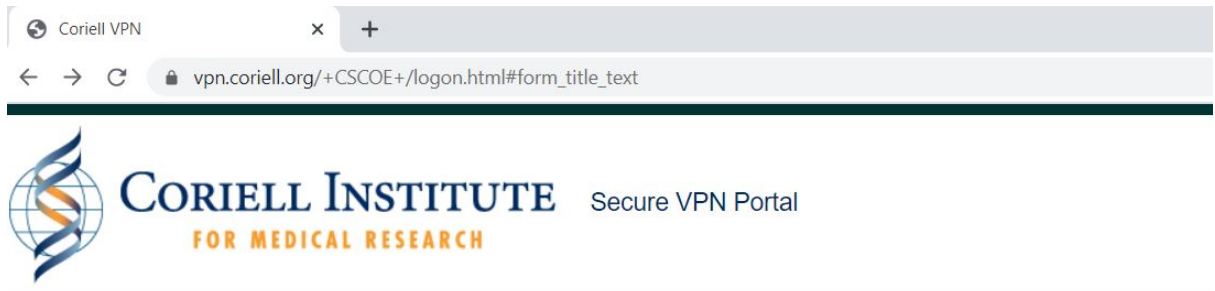 Coriell VPN
vpn.coriell.org/+CSCOE+/logon.html#form_title_text
CORIELL INSTITUTE
FOR MEDICAL RESEARCH
Secure VPN Portal